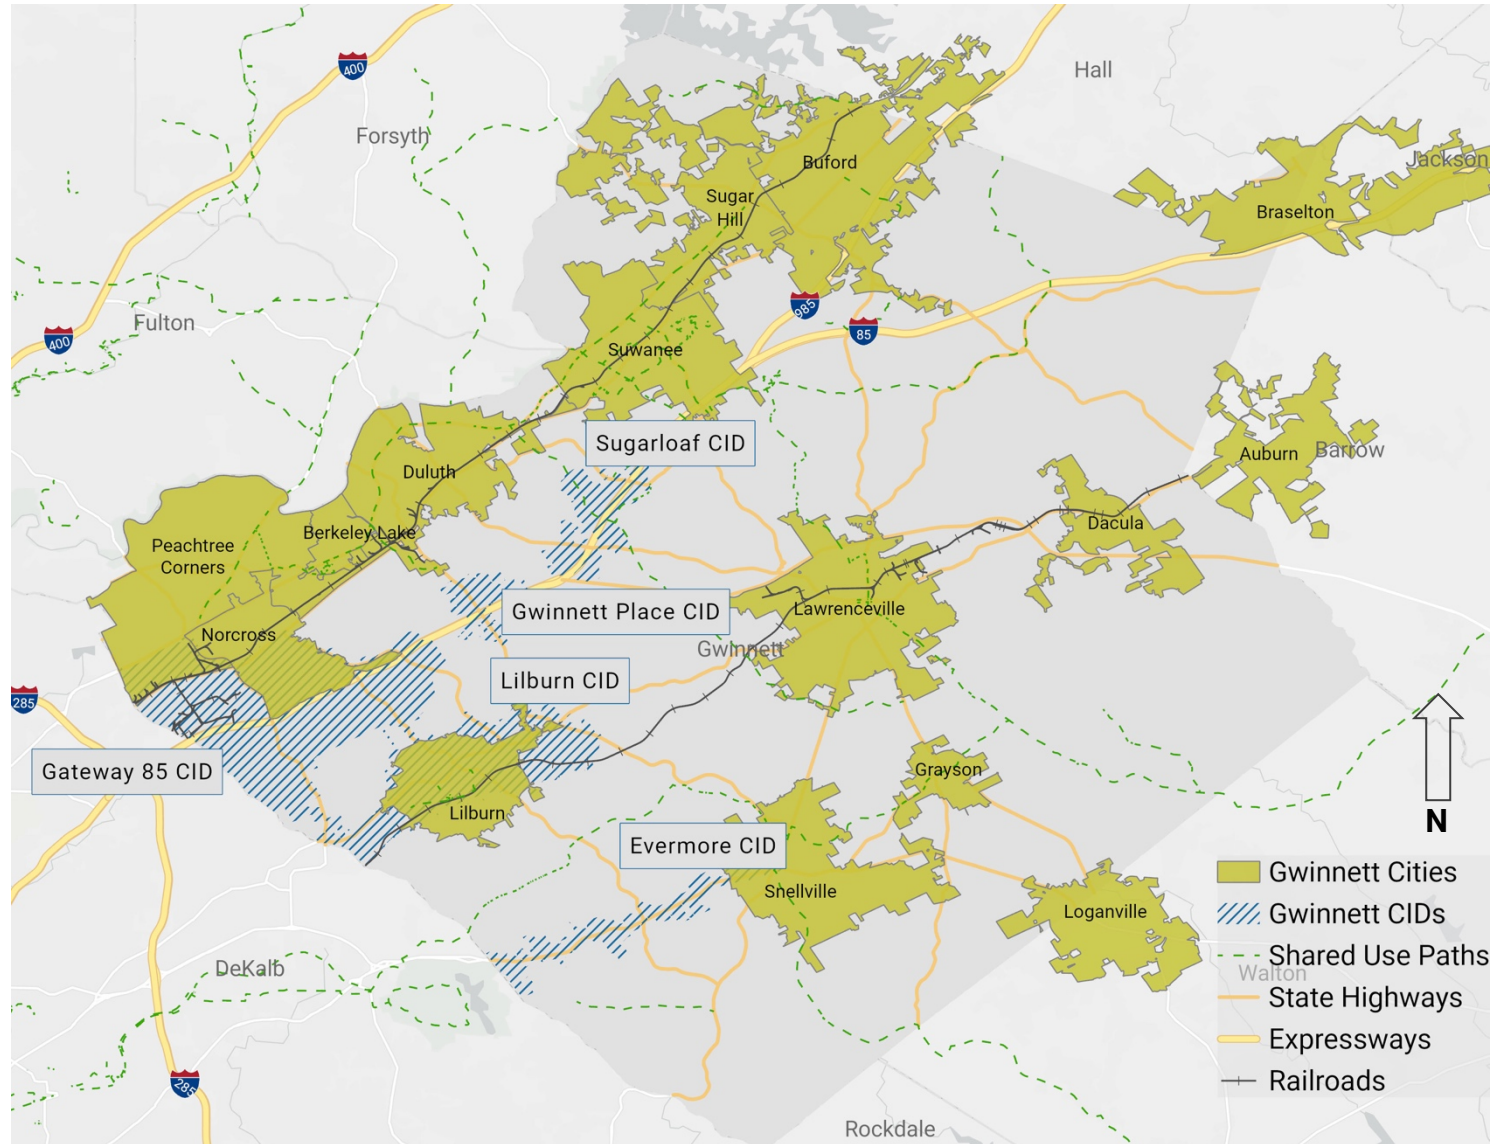 Hall
400
Forsyth
Jackson
Buford
Sugar
Hill
Braselton
985
85
Fulton
400
Suwanee
Sugarloaf CID
Auburn
Barrow
Duluth
Dacula
Berkeley Lake
Peachtree
Corners
Gwinnett Place CID
Lawrenceville
Norcross
Gwinnett
Lilburn CID
285
Gateway 85 CID
Grayson
Lilburn
N
Evermore CID
Snellville
Loganville
DeKalb
Walton
285
Rockdale
Gwinnett Cities
Gwinnett CIDs
Shared Use Paths
State Highways
Expressways
Railroads